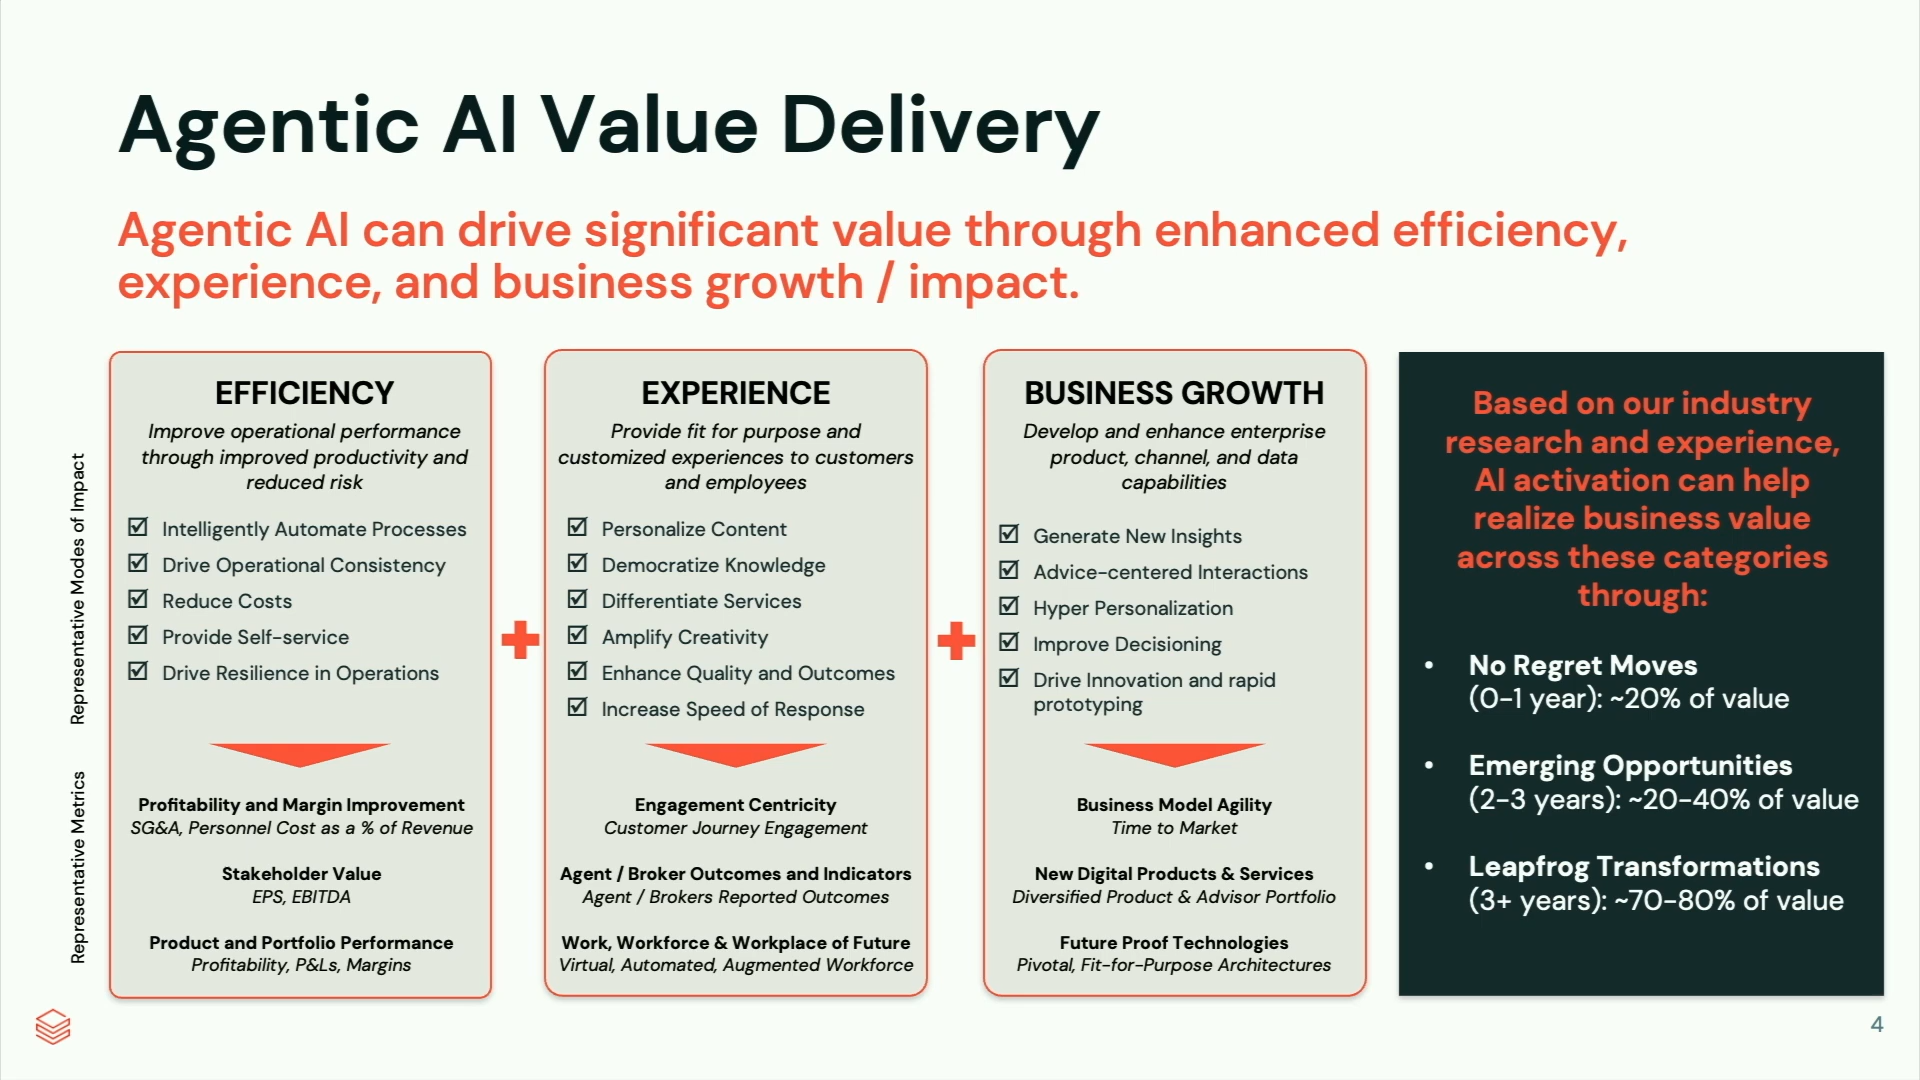 Agentic AI Value Delivery
Agentic AI can drive significant value through enhanced efficiency,
experience, and business growth / impact.
Representative Modes of Impact
Representative Metrics
EFFICIENCY
Improve operational performance
through improved productivity and
reduced risk
Intelligently Automate Processes
Drive Operational Consistency
Reduce Costs
Provide Self-service
Drive Resilience in Operations
Profitability and Margin Improvement
SG&A, Personnel Cost as a % of Revenue
Stakeholder Value
EPS, EBITDA
Product and Portfolio Performance
Profitability, P&Ls, Margins
EXPERIENCE
Provide fit for purpose and
customized experiences to customers
and employees
Personalize Content
Democratize Knowledge
Differentiate Services
Amplify Creativity
Enhance Quality and Outcomes
Increase Speed of Response
Engagement Centricity
Customer Journey Engagement
Agent / Broker Outcomes and Indicators
Agent / Brokers Reported Outcomes
Work, Workforce & Workplace of Future
Virtual, Automated, Augmented Workforce
BUSINESS GROWTH
Develop and enhance enterprise
product, channel, and data
capabilities
Generate New Insights
Advice-centered Interactions
Hyper Personalization
Improve Decisioning
Drive Innovation and rapid
prototyping
Business Model Agility
Time to Market
New Digital Products & Services
Diversified Product & Advisor Portfolio
Future Proof Technologies
Pivotal, Fit-for-Purpose Architectures
Based on our industry
research and experience,
AI activation can help
realize business value
across these categories
through:
• No Regret Moves
(0-1 year): ~20% of value
• Emerging Opportunities
(2-3 years): ~20-40% of value
• Leapfrog Transformations
(3+ years): ~70-80% of value
4